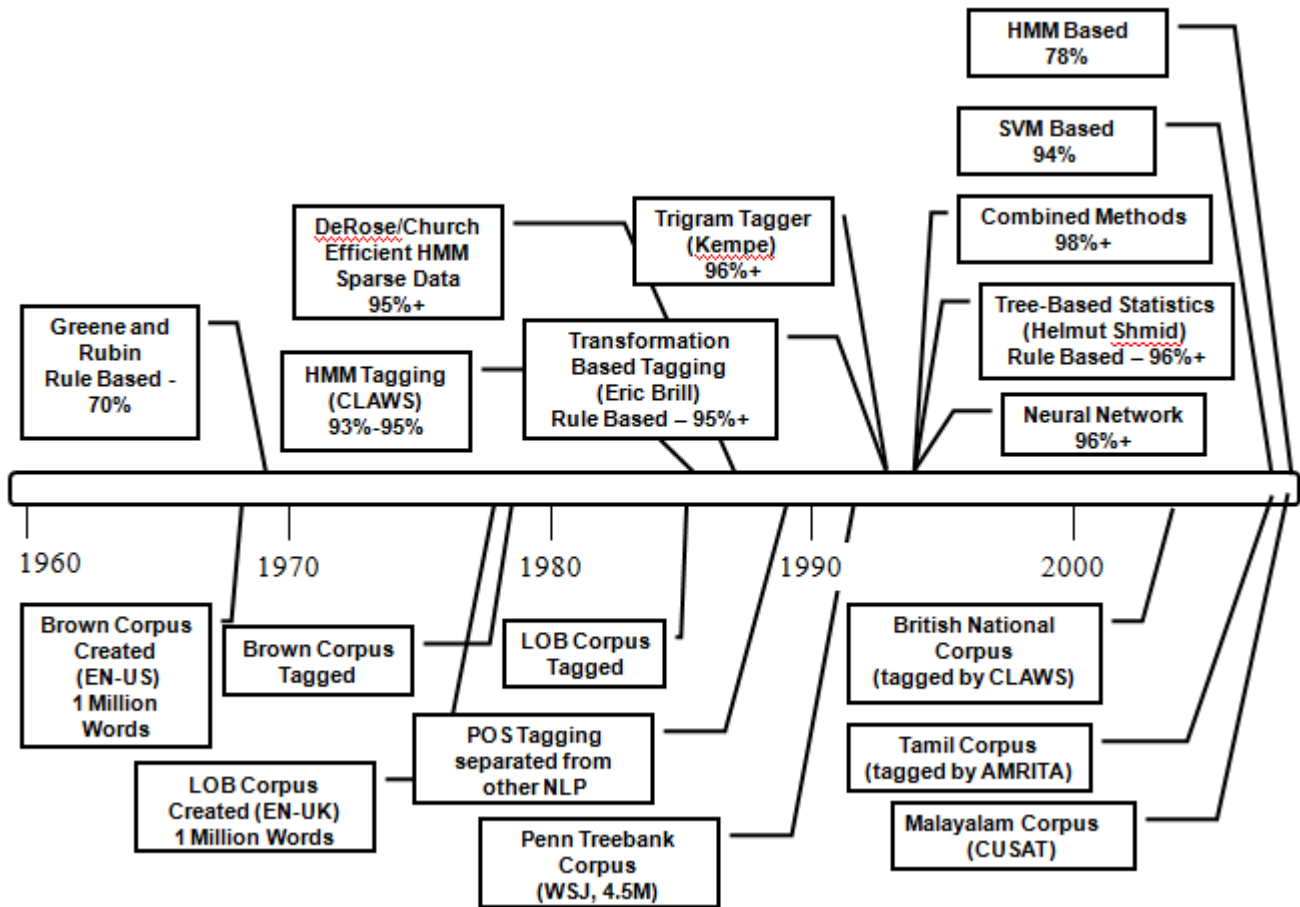 HMM Based
78%
SVM Based
94%
DeRose/Church
Efficient HMM
Sparse Data
95%+
Trigram Tagger
(Kempe)
96%+
Combined Methods
98%+
Greene and
Rubin
Rule Based -
70%
HMM Tagging
(CLAWS)
93%-95%
Transformation
Based Tagging
(Eric Brill)
Rule Based – 95%+
Tree-Based Statistics
(Helmut Shmid)
Rule Based – 96%+
Neural Network
96%+
1960
1970
1980
1990
2000
Brown Corpus
Created
(EN-US)
1 Million
Words
Brown Corpus
Tagged
LOB Corpus
Tagged
British National
Corpus
(tagged by CLAWS)
POS Tagging
separated from
other NLP
Tamil Corpus
(tagged by AMRITA)
LOB Corpus
Created (EN-UK)
1 Million Words
Penn Treebank
Corpus
(WSJ, 4.5M)
Malayalam Corpus
(CUSAT)